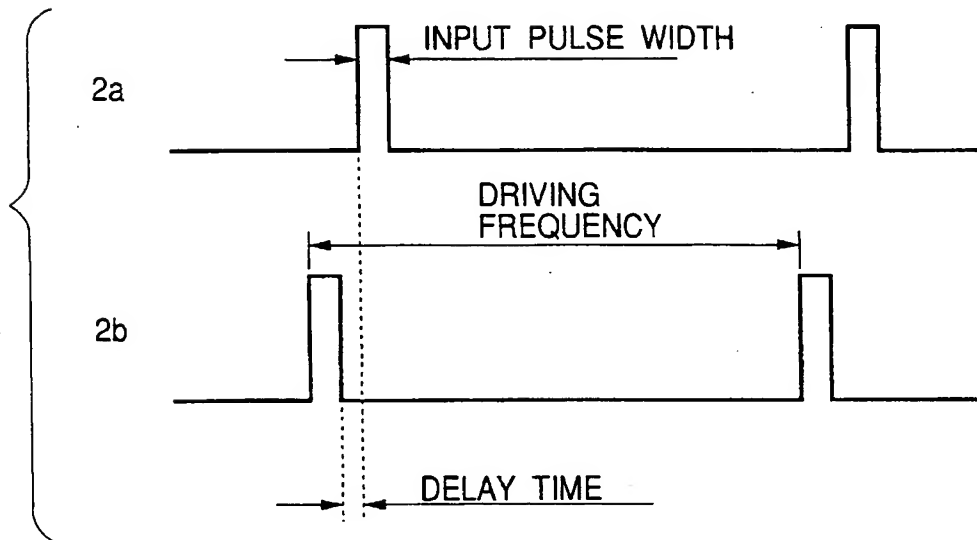 INPUT PULSE WIDTH
2a
DRIVING
FREQUENCY
2b
DELAY TIME